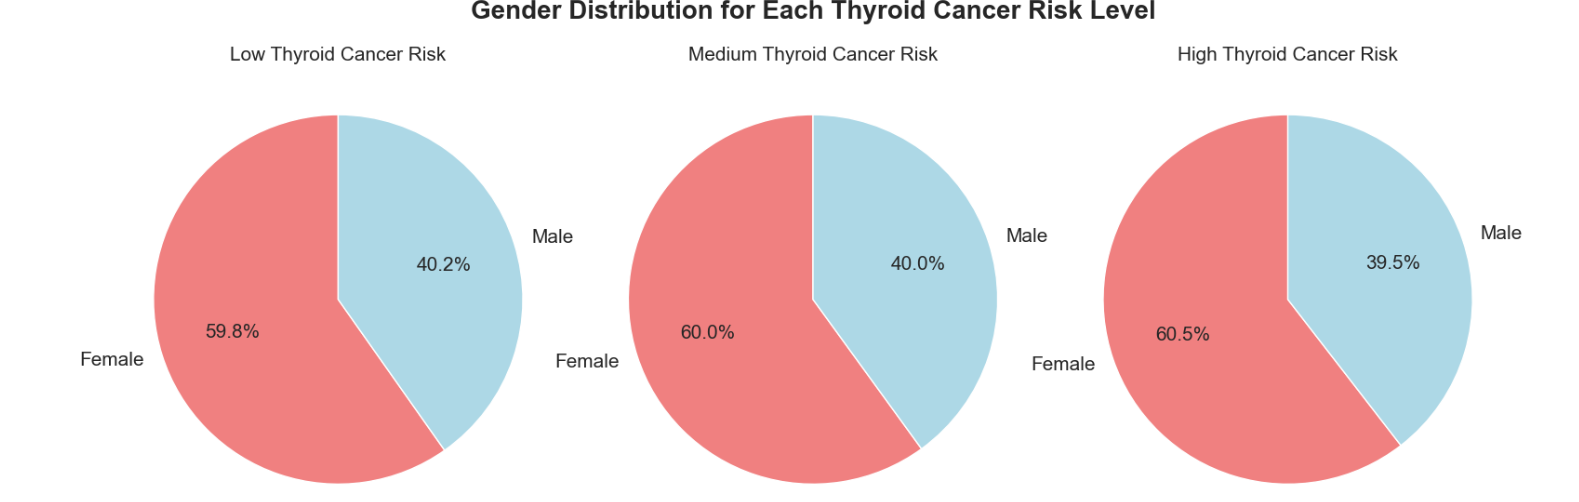 Gender Distribution for Each Thyroid Cancer Risk Level
Low Thyroid Cancer Risk
Male
40.2%
59.8%
Female
Medium Thyroid Cancer Risk
Male
40.0%
60.0%
Female
High Thyroid Cancer Risk
Male
39.5%
60.5%
Female